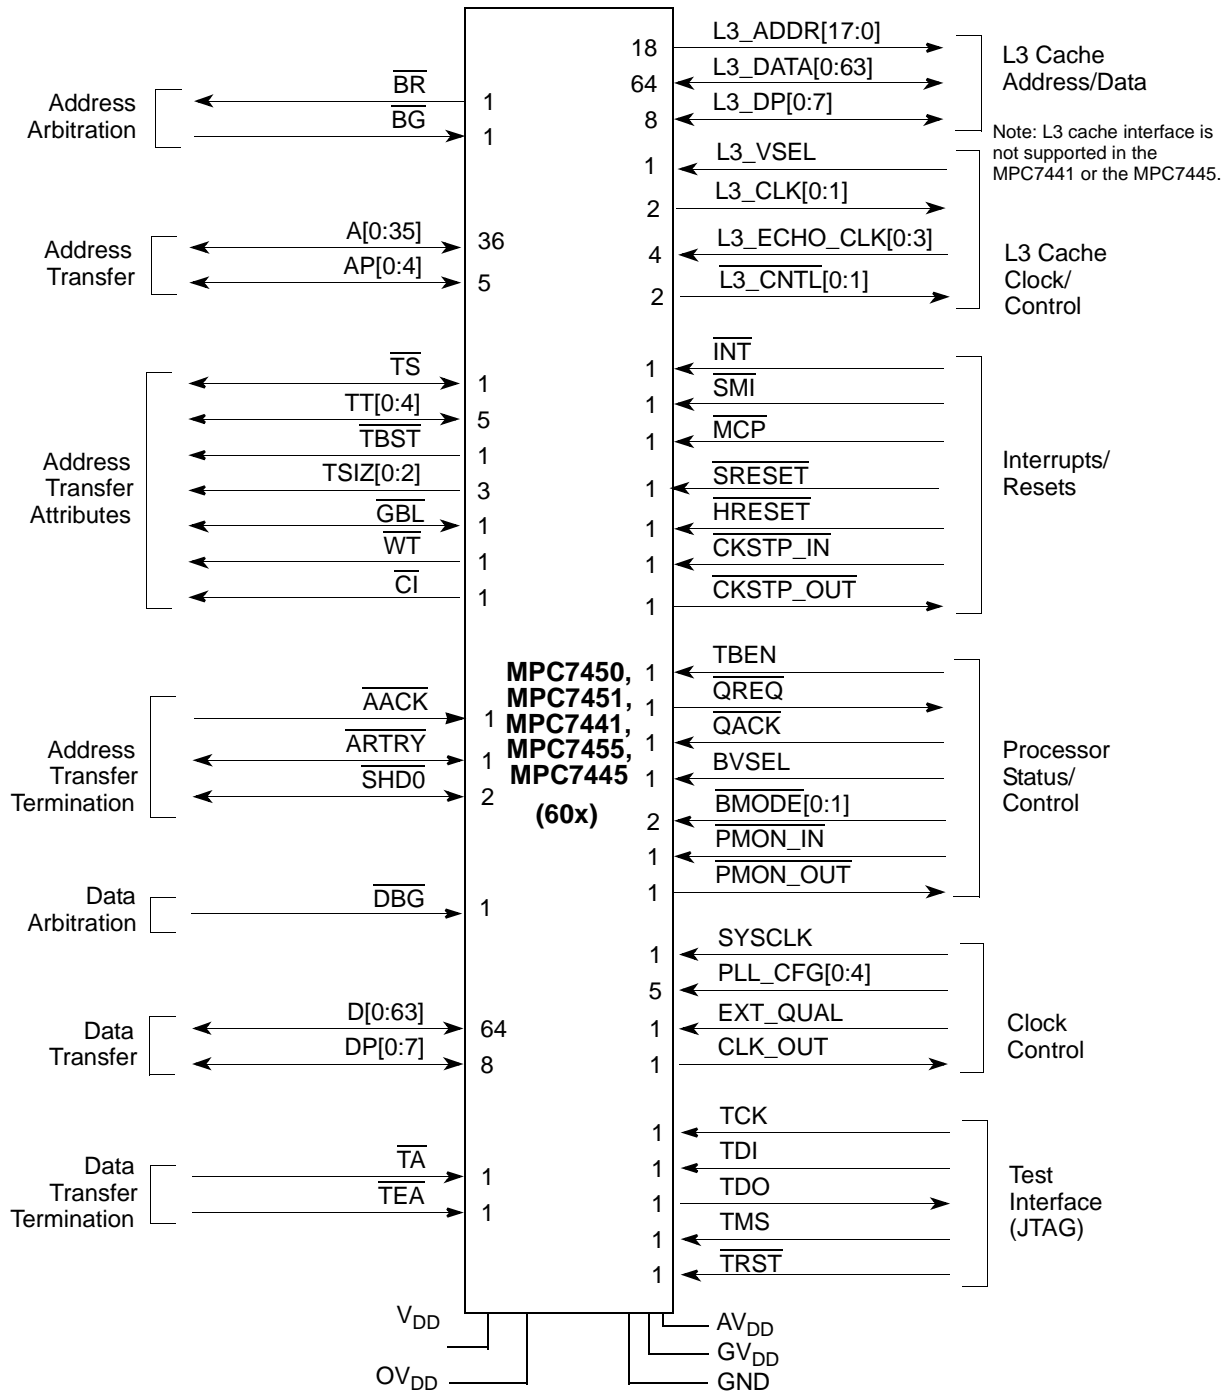 Address
Arbitration
BR
1
BG
1
Address
Transfer
A[0:35]
36
AP[0:4]
5
Address
Transfer
Attributes
TS
1
TT[0:4]
5
TBST
1
TSIZ[0:2]
3
GBL
1
WT
1
CI
1
Address
Transfer
Termination
AACK
1
ARTRY
1
SHD0
2
Data
Arbitration
DBG
1
Data
Transfer
D[0:63]
64
DP[0:7]
8
Data
Transfer
Termination
TA
1
TEA
1
MPC7450,
MPC7451,
MPC7441,
MPC7455,
MPC7445
(60x)
18
L3_ADDR[17:0]
64
L3_DATA[0:63]
8
L3_DP[0:7]
L3 Cache
Address/Data
Note: L3 cache interface is
not supported in the
MPC7441 or the MPC7445.
1
L3_VSEL
2
L3_CLK[0:1]
4
L3_ECHO_CLK[0:3]
2
L3_CNTL[0:1]
L3 Cache
Clock/
Control
1
INT
1
SMI
1
MCP
1
SRESET
1
HRESET
1
CKSTP_IN
1
CKSTP_OUT
Interrupts/
Resets
1
TBEN
1
QREQ
1
QACK
1
BVSEL
2
BMODE[0:1]
1
PMON_IN
1
PMON_OUT
Processor
Status/
Control
1
SYSCLK
5
PLL_CFG[0:4]
1
EXT_QUAL
1
CLK_OUT
Clock
Control
1
TCK
1
TDI
1
TDO
1
TMS
1
TRST
Test
Interface
(JTAG)
VDD
OVDD
AVDD
GVDD
GND